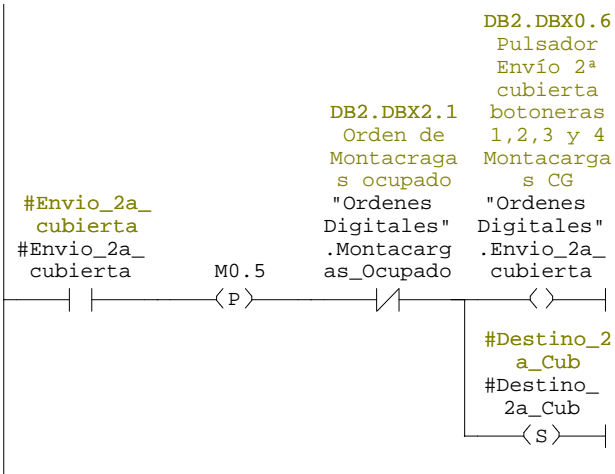 DB2.DBX0.6
Pulsador
Envío 2ª
cubierta
botoneras
1,2,3 y 4
Montacarga
s CG
"Ordenes
Digitales"
.Envio_2a_
cubierta
DB2.DBX2.1
Orden de
Montacraga
s ocupado
"Ordenes
Digitales"
.Montacarg
as_Ocupado
#Envio_2a_
cubierta
#Envio_2a_
cubierta
M0.5
P
#Destino_2
a_Cub
#Destino_
2a_Cub
S